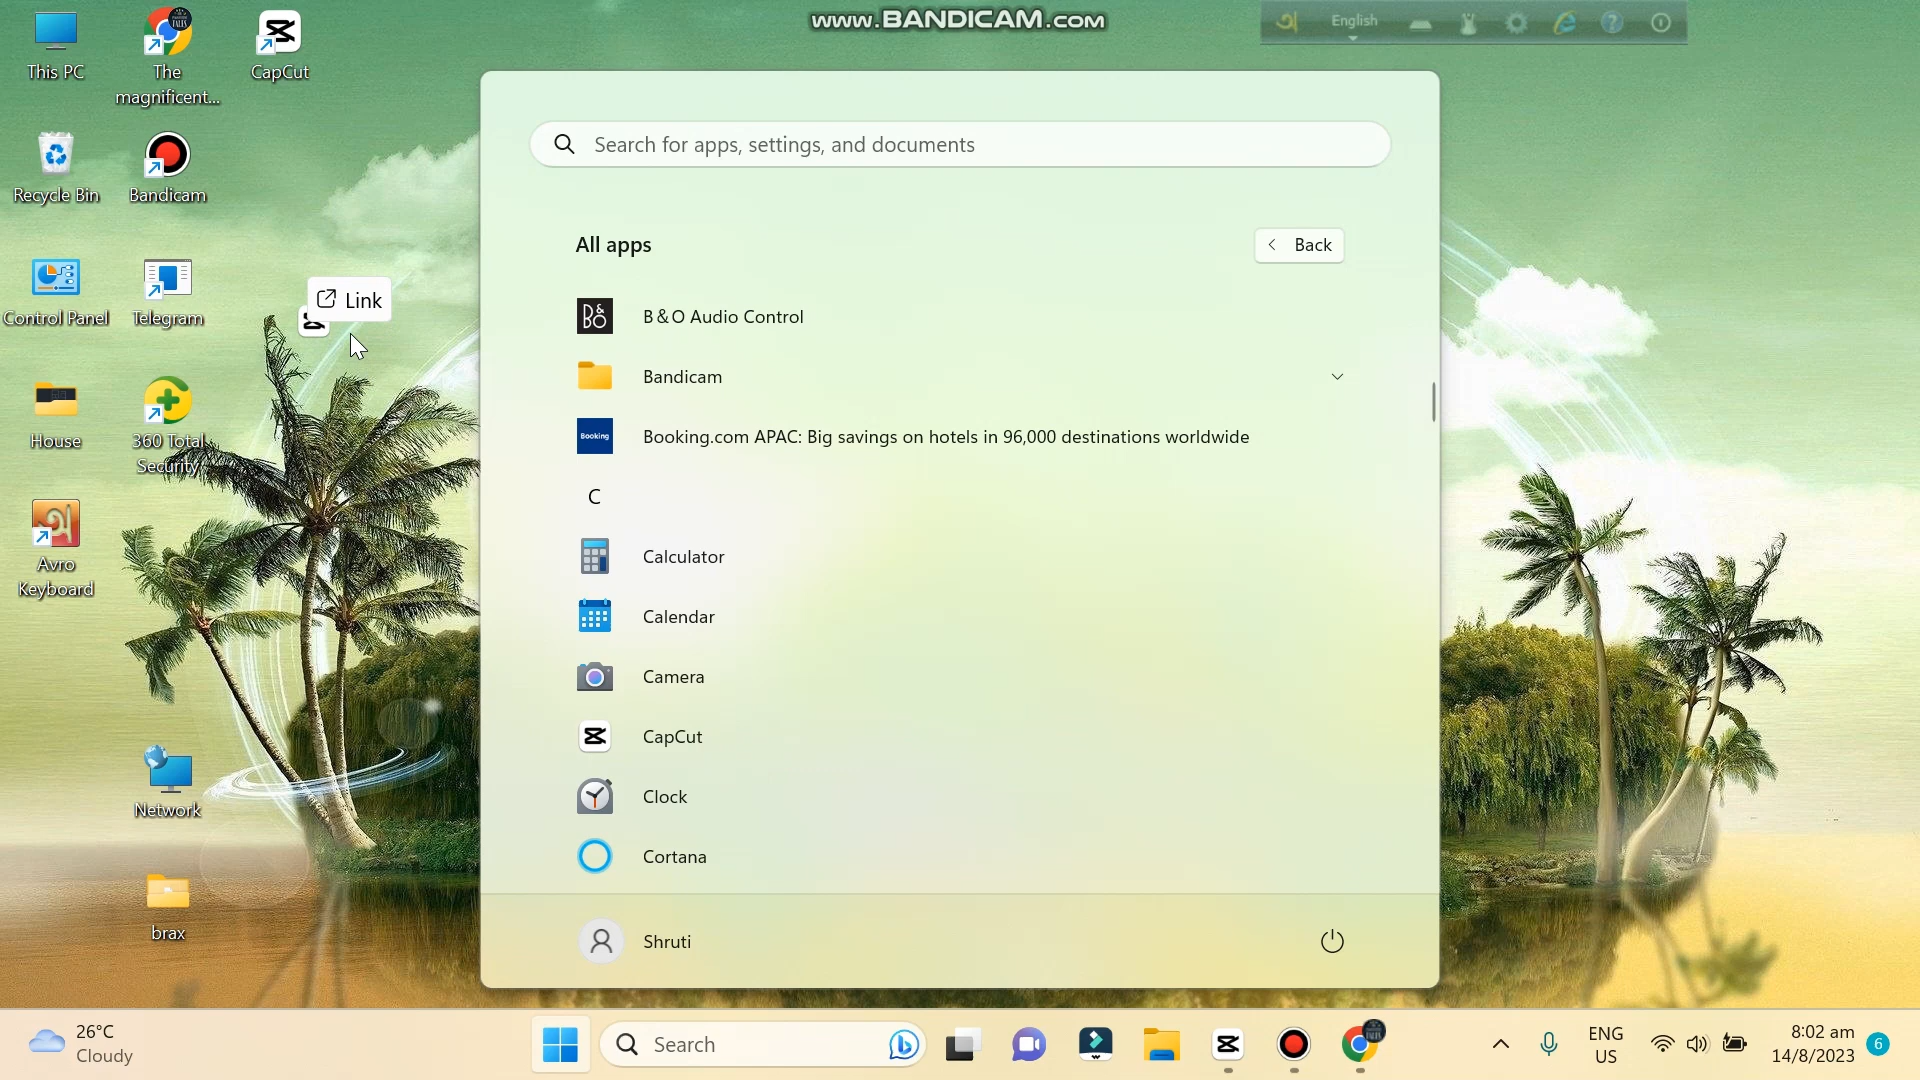 www.BANDICAM.com
English
This PC
The
magnificent...
CapCut
Recycle Bin
Bandicam
Control Panel
Telegram
Link
House
360 Total
Security
Avro
Keyboard
Network
brax
Search for apps, settings, and documents
All apps
Back
B&O
B&O Audio Control
Bandicam
Booking
Booking.com APAC: Big savings on hotels in 96,000 destinations worldwide
C
Calculator
Calendar
Camera
CapCut
Clock
Cortana
Shruti
26°C
Cloudy
Search
ENG
US
8:02 am
14/8/2023
6